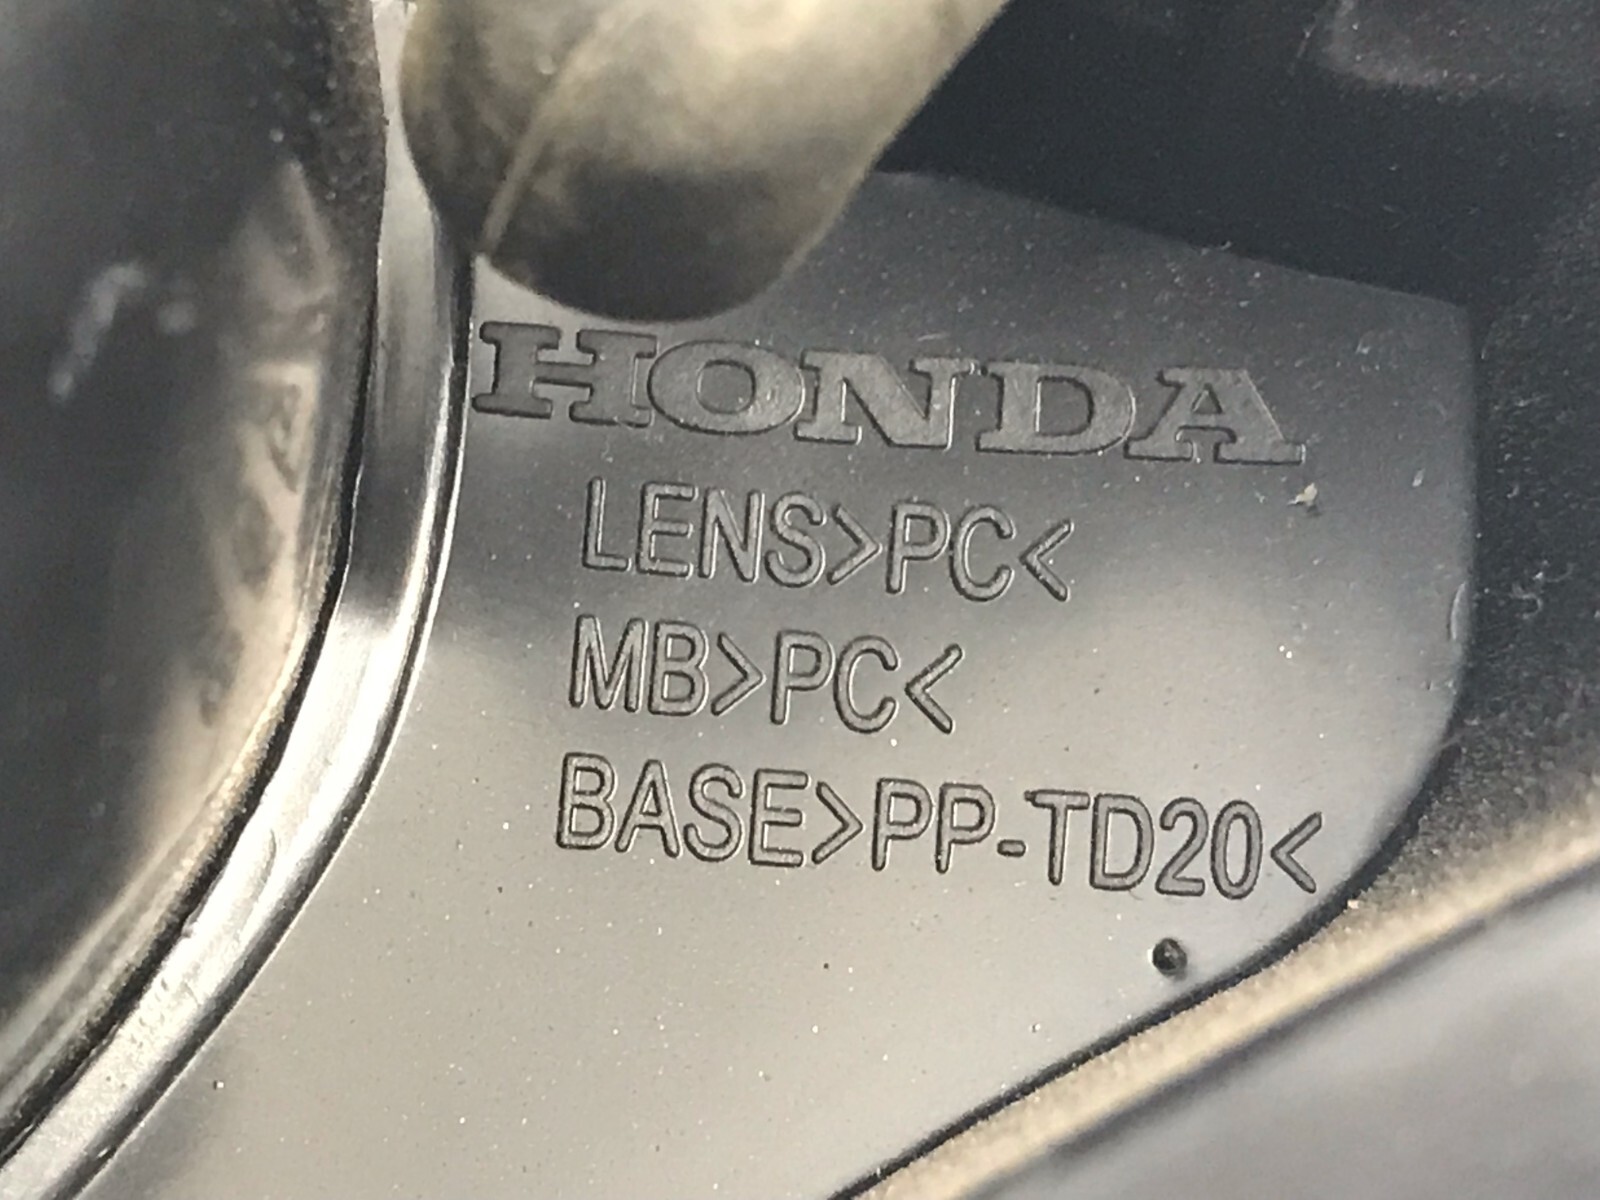 HONDA
LENS>PC<
MB>PC<
BASE>PP-TD20<